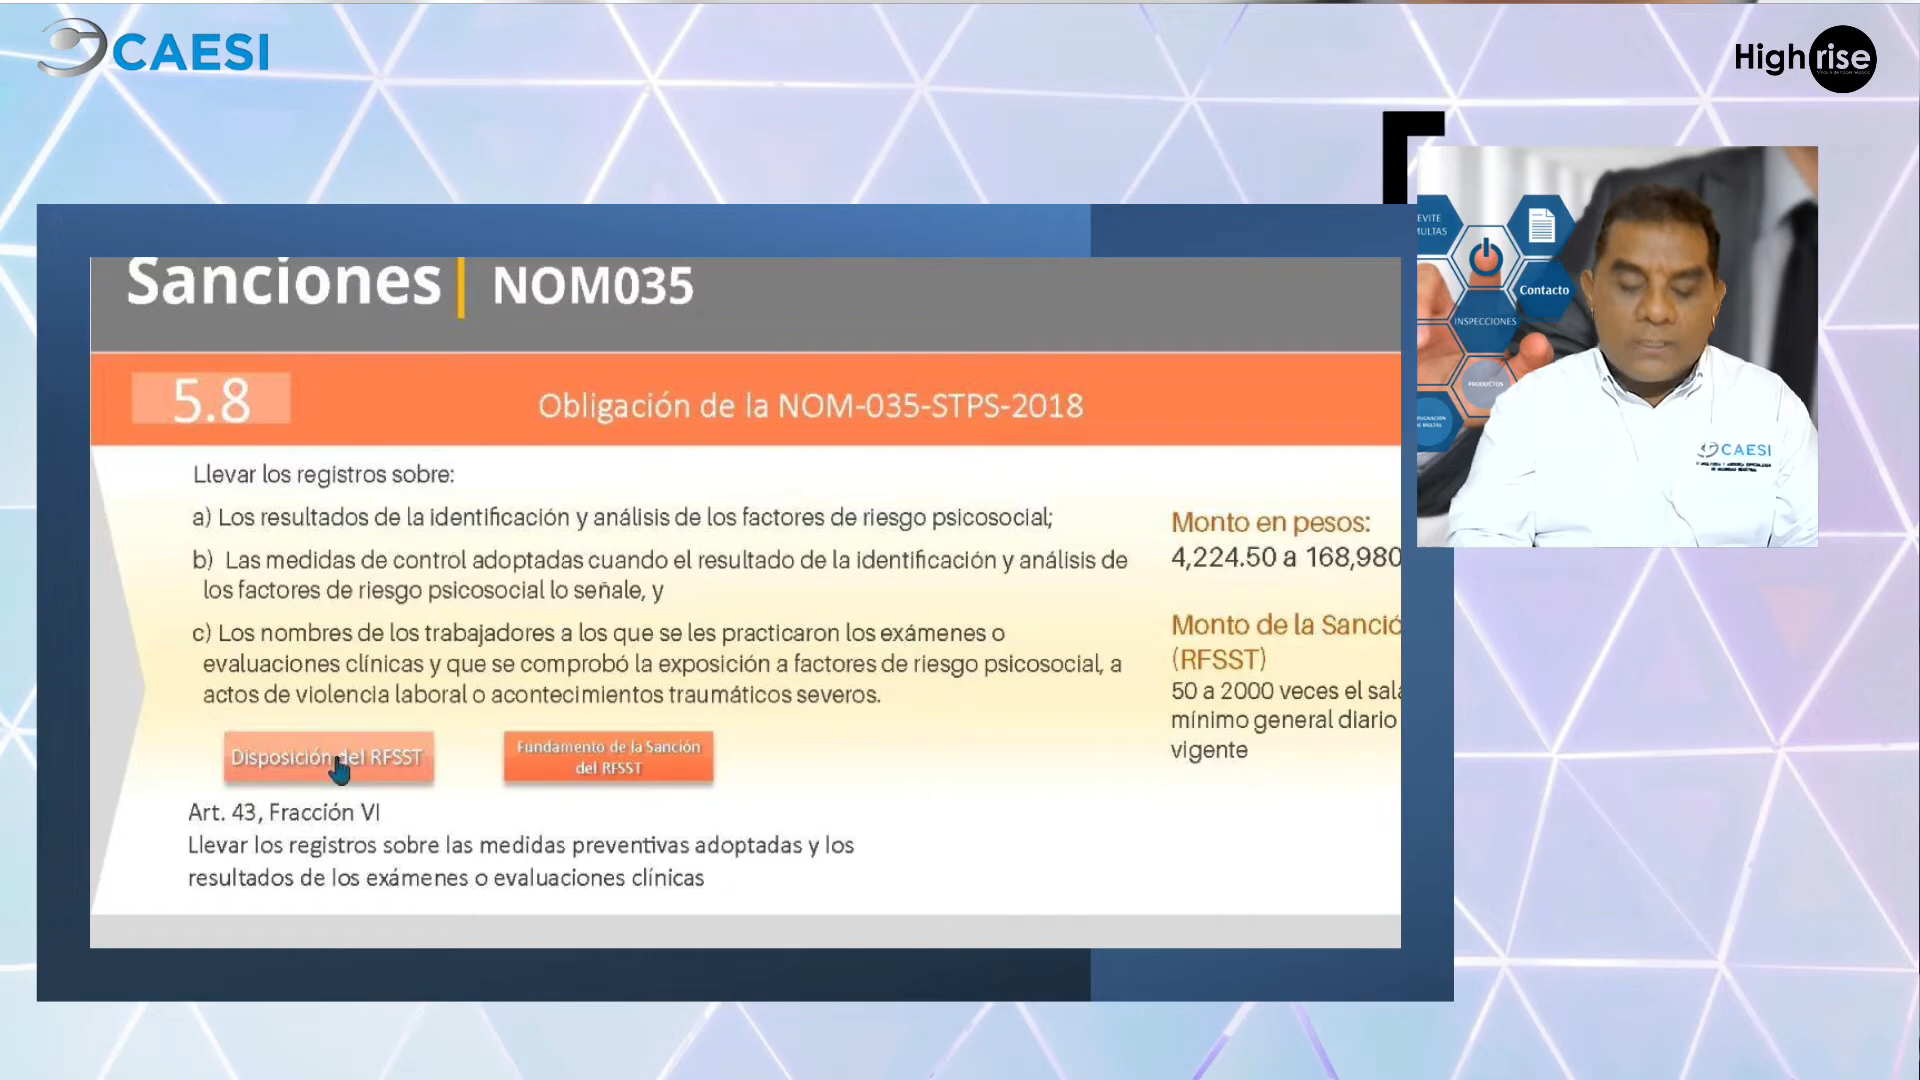 CAESI
High rise
EVITE
MULTAS
Contacto
INSPECCIONES
PRODUCTOS
CAESI
Sanciones | NOM035
5.8
Obligación de la NOM-035-STPS-2018
Llevar los registros sobre:
a) Los resultados de la identificación y análisis de los factores de riesgo psicosocial;
b) Las medidas de control adoptadas cuando el resultado de la identificación y análisis de
los factores de riesgo psicosocial lo señale, y
c) Los nombres de los trabajadores a los que se les practicaron los exámenes o
evaluaciones clínicas y que se comprobó la exposición a factores de riesgo psicosocial, a
actos de violencia laboral o acontecimientos traumáticos severos.
Monto en pesos:
4,224.50 a 168,980
Monto de la Sanció
(RFSST)
50 a 2000 veces el sala
mínimo general diario
vigente
Disposición del RFSST
Fundamento de la Sanción
del RFSST
Art. 43, Fracción VI
Llevar los registros sobre las medidas preventivas adoptadas y los
resultados de los exámenes o evaluaciones clínicas